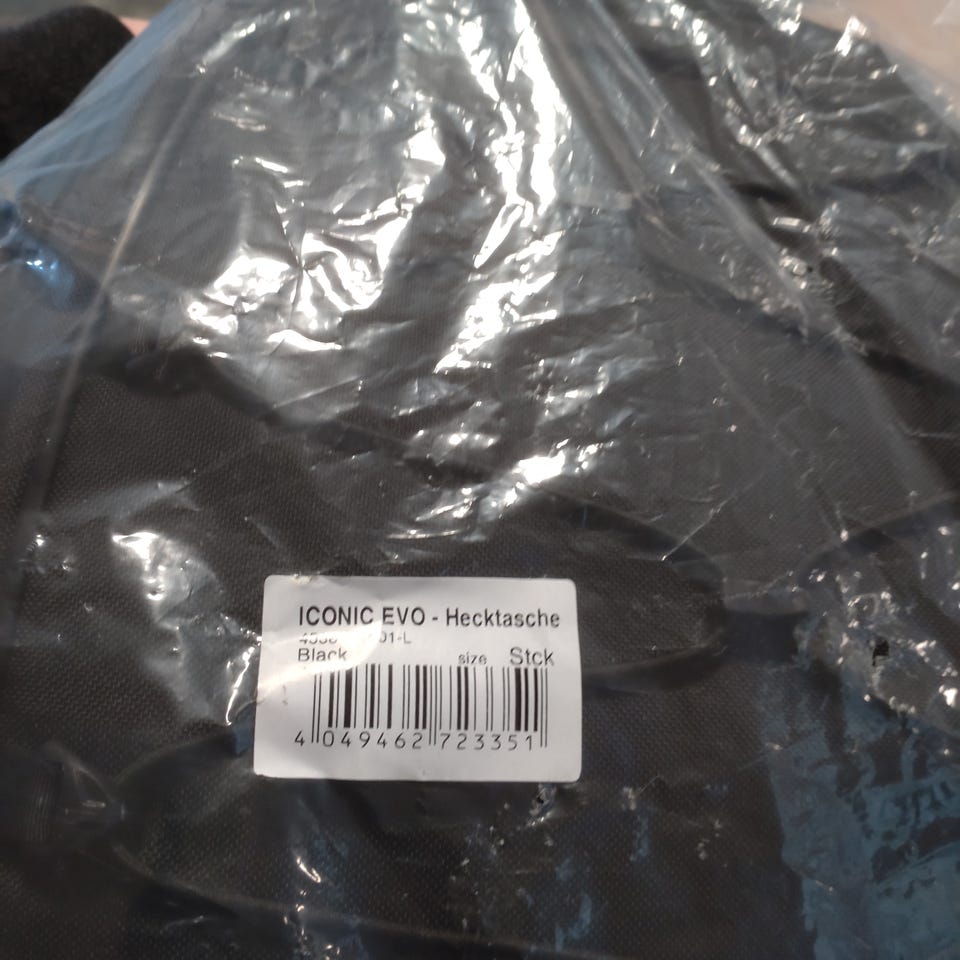 ICONIC EVO - Hecktasche
Black size Stck
4 049462 723351